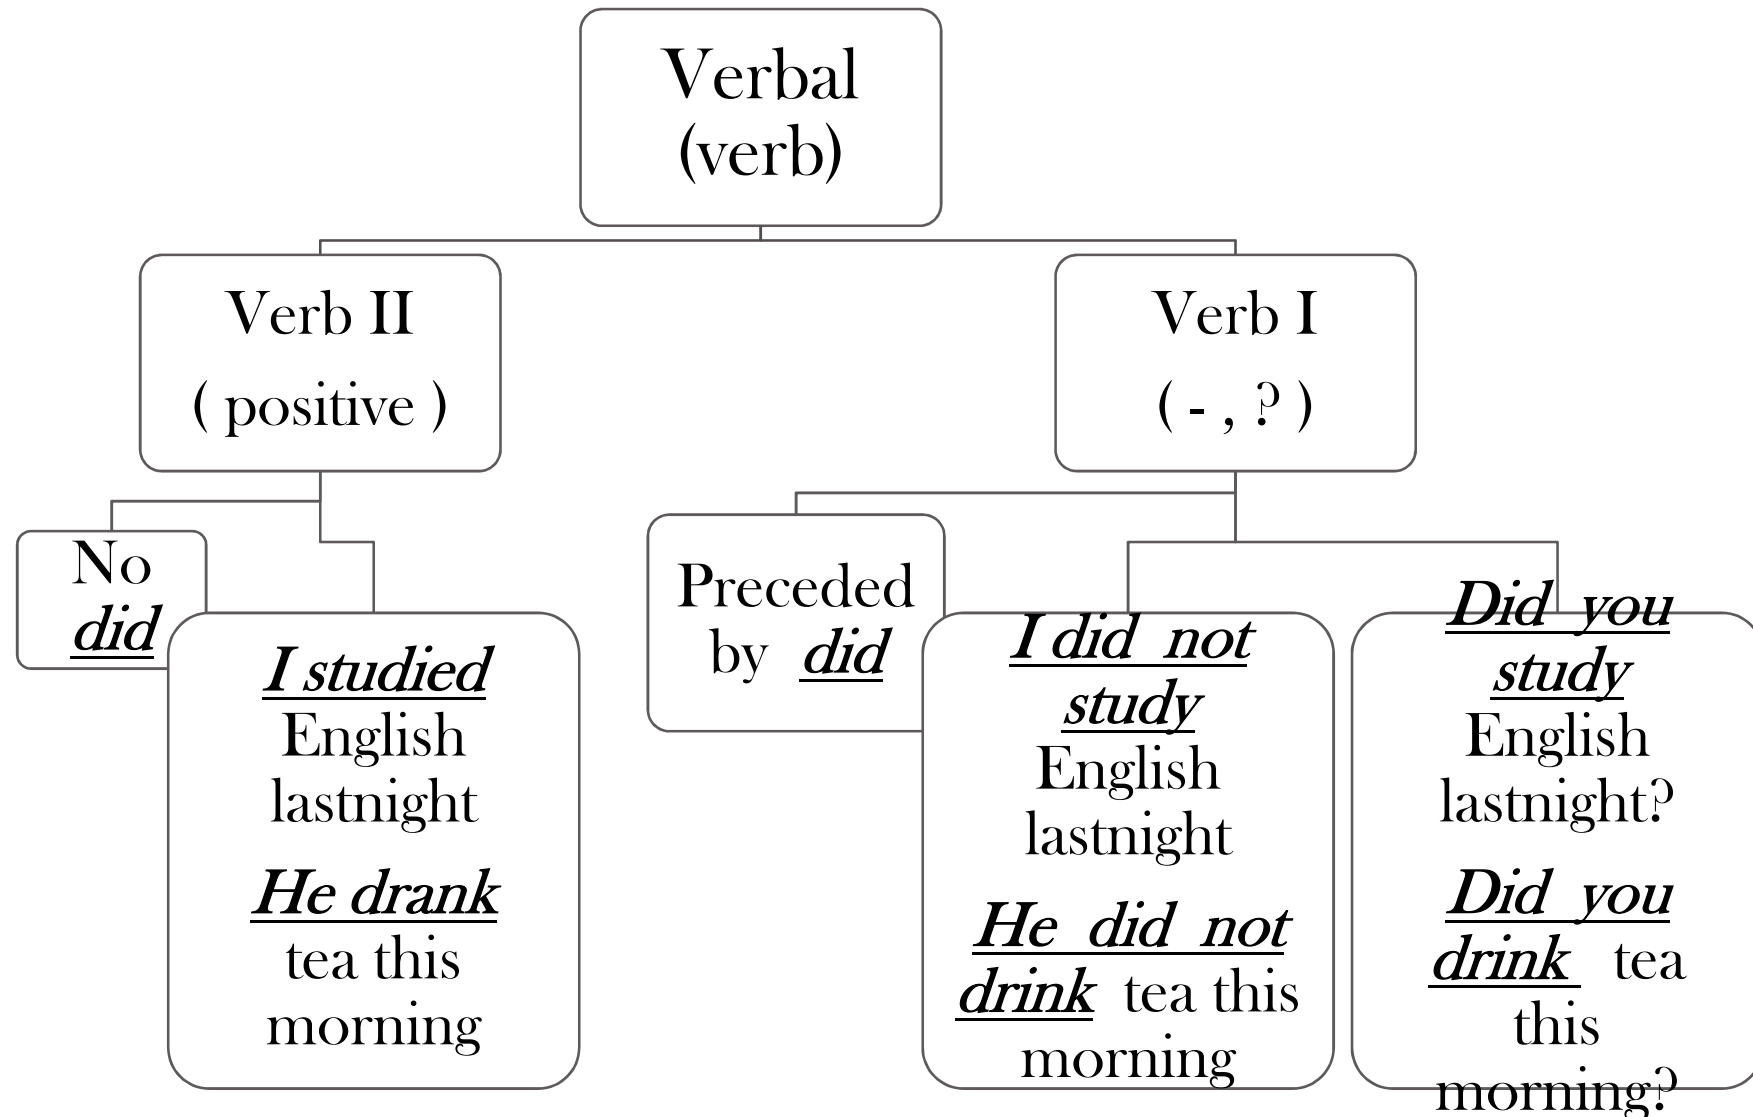 Verbal
(verb)
Verb II
( positive )
Verb I
( - , ? )
No
did
I studied
English
lastnight
He drank
tea this
morning
Preceded
by did
I did not
study
English
lastnight
He did not
drink tea this
morning
Did you
study
English
lastnight?
Did you
drink tea
this
morning?